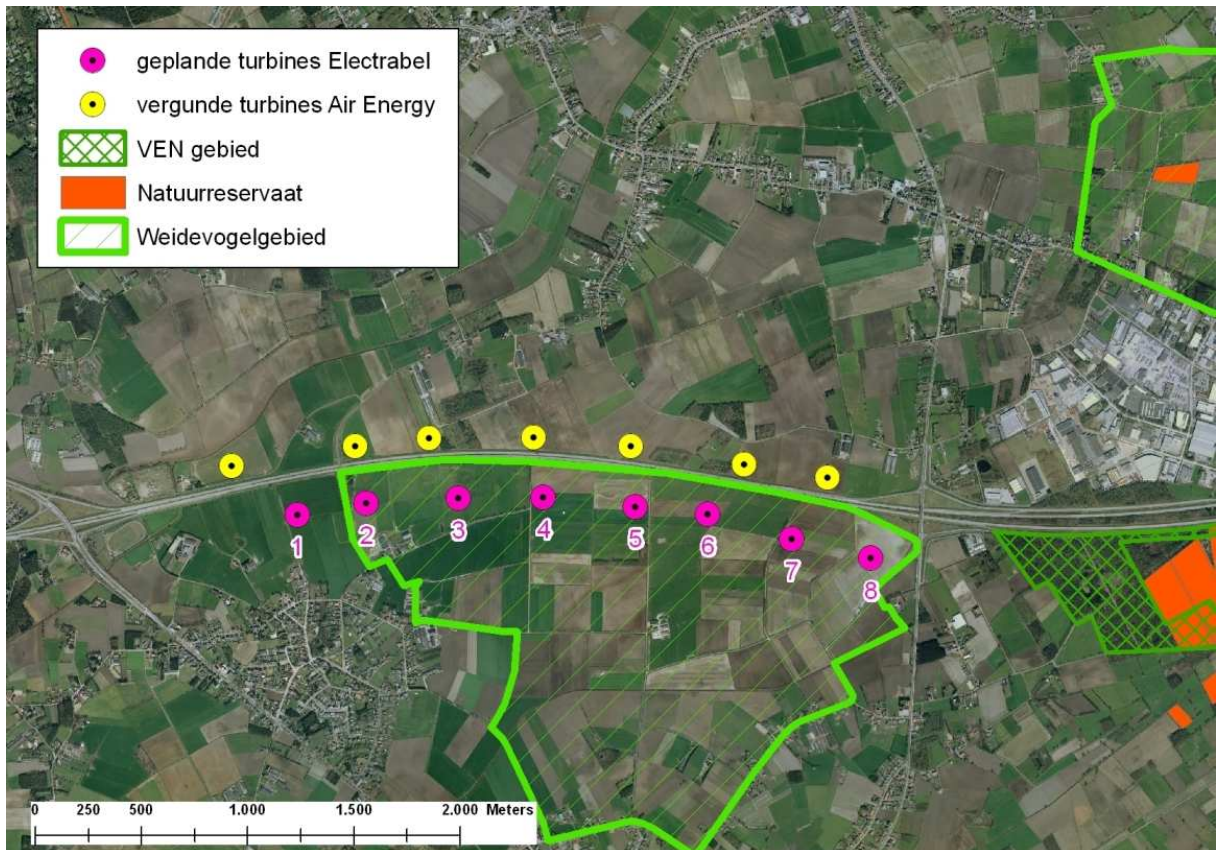 geplande turbines Electrabel
vergunde turbines Air Energy
VEN gebied
Natuurreservaat
Weidevogelgebied
1
2
3
4
5
6
7
8
0 250 500 1.000 1.500 2.000 Meters